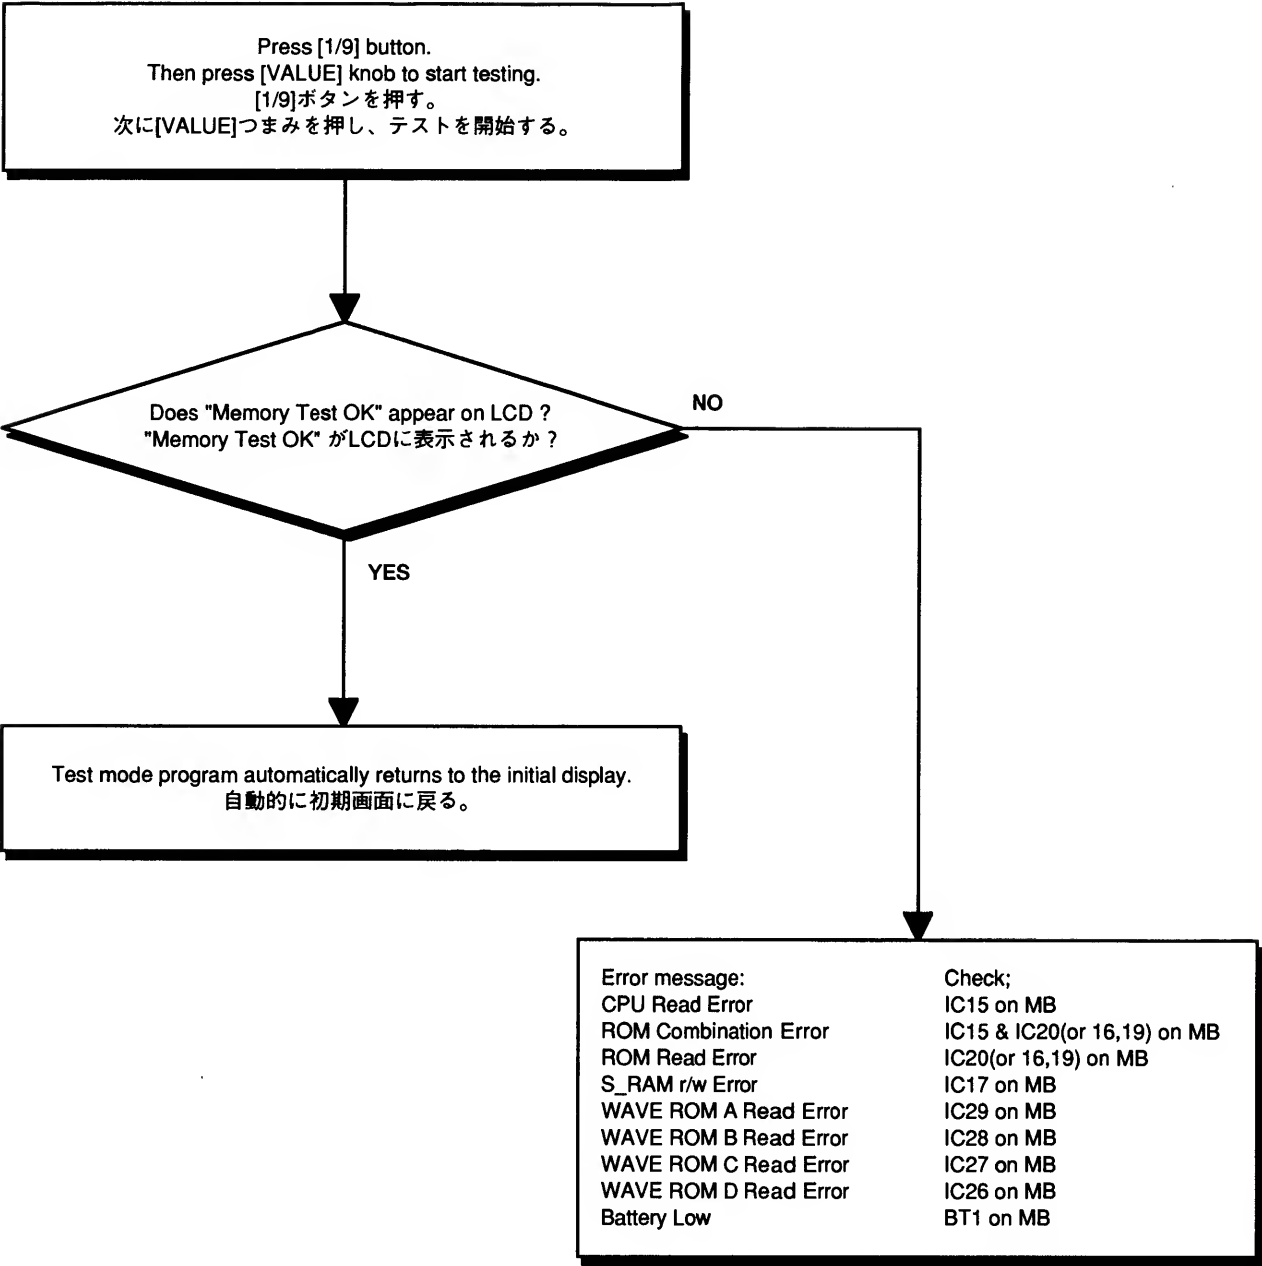 Press [1/9] button.
Then press [VALUE] knob to start testing.
[1/9]ボタンを押す。
次に[VALUE]つまみを押し、テストを開始する。
Does "Memory Test OK" appear on LCD ?
"Memory Test OK" がLCDに表示されるか ?
NO
YES
Test mode program automatically returns to the initial display.
自動的に初期画面に戻る。
Error message: Check;
CPU Read Error IC15 on MB
ROM Combination Error IC15 & IC20(or 16,19) on MB
ROM Read Error IC20(or 16,19) on MB
S_RAM r/w Error IC17 on MB
WAVE ROM A Read Error IC29 on MB
WAVE ROM B Read Error IC28 on MB
WAVE ROM C Read Error IC27 on MB
WAVE ROM D Read Error IC26 on MB
Battery Low BT1 on MB